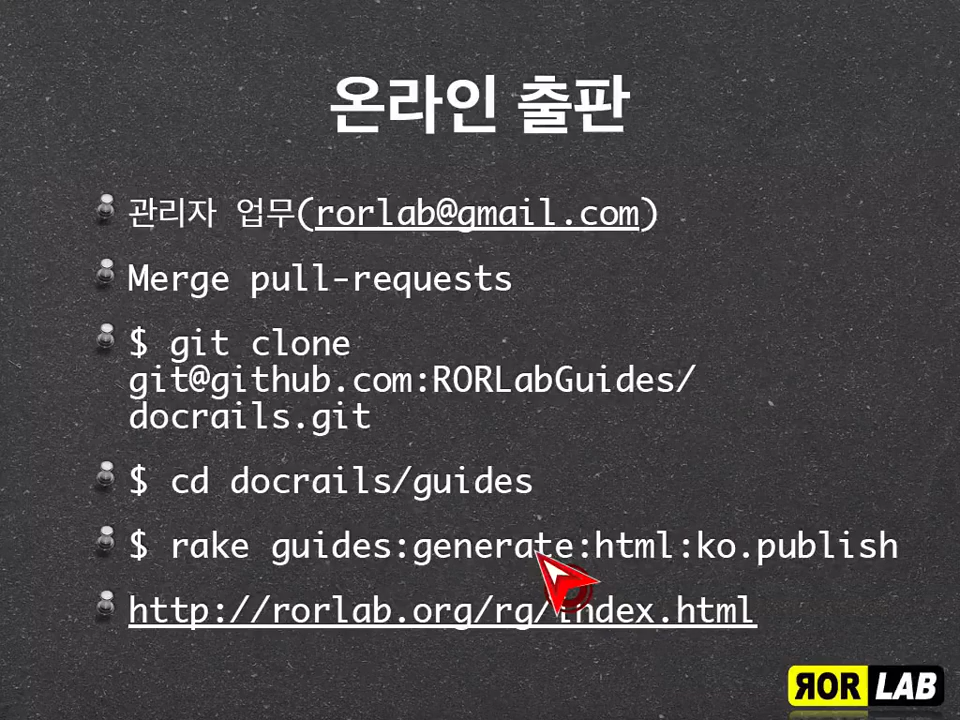 온라인 출판
관리자 업무(rorlab@gmail.com)
Merge pull-requests
$ git clone
git@github.com:RORLabGuides/
docrails.git
$ cd docrails/guides
$ rake guides:generate:html:ko.publish
http://rorlab.org/rg/index.html
ROR LAB